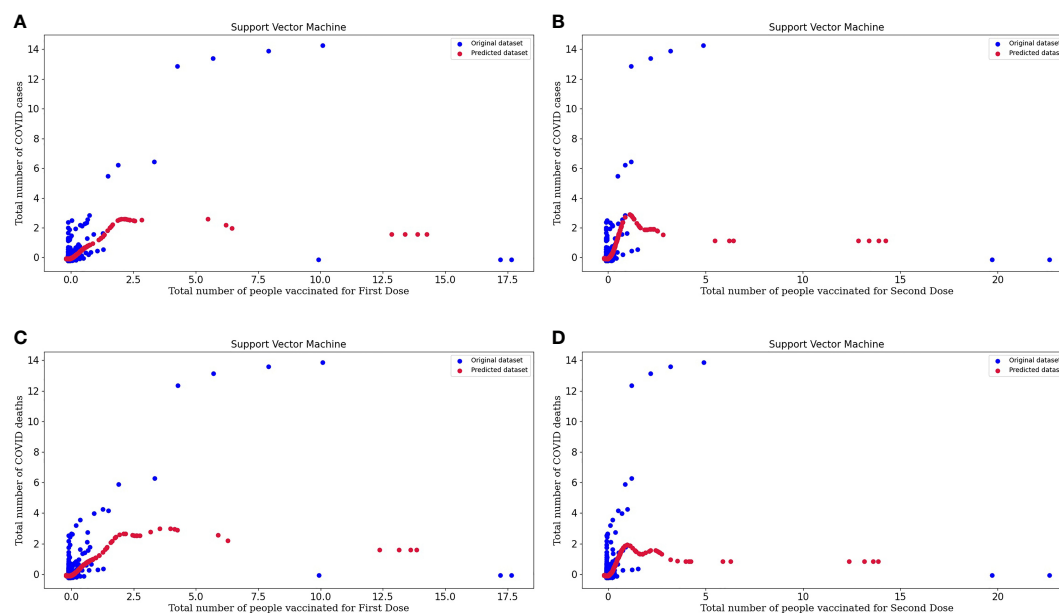 A
Support Vector Machine
Original dataset
Predicted dataset
Total number of COVID cases
14
12
10
8
6
4
2
0
0.0 2.5 5.0 7.5 10.0 12.5 15.0 17.5
Total number of people vaccinated for First Dose
B
Support Vector Machine
Original dataset
Predicted dataset
Total number of COVID cases
14
12
10
8
6
4
2
0
0 5 10 15 20
Total number of people vaccinated for Second Dose
C
Support Vector Machine
Original dataset
Predicted dataset
Total number of COVID deaths
14
12
10
8
6
4
2
0
0.0 2.5 5.0 7.5 10.0 12.5 15.0 17.5
Total number of people vaccinated for First Dose
D
Support Vector Machine
Original dataset
Predicted dataset
Total number of COVID deaths
14
12
10
8
6
4
2
0
0 5 10 15 20
Total number of people vaccinated for Second Dose